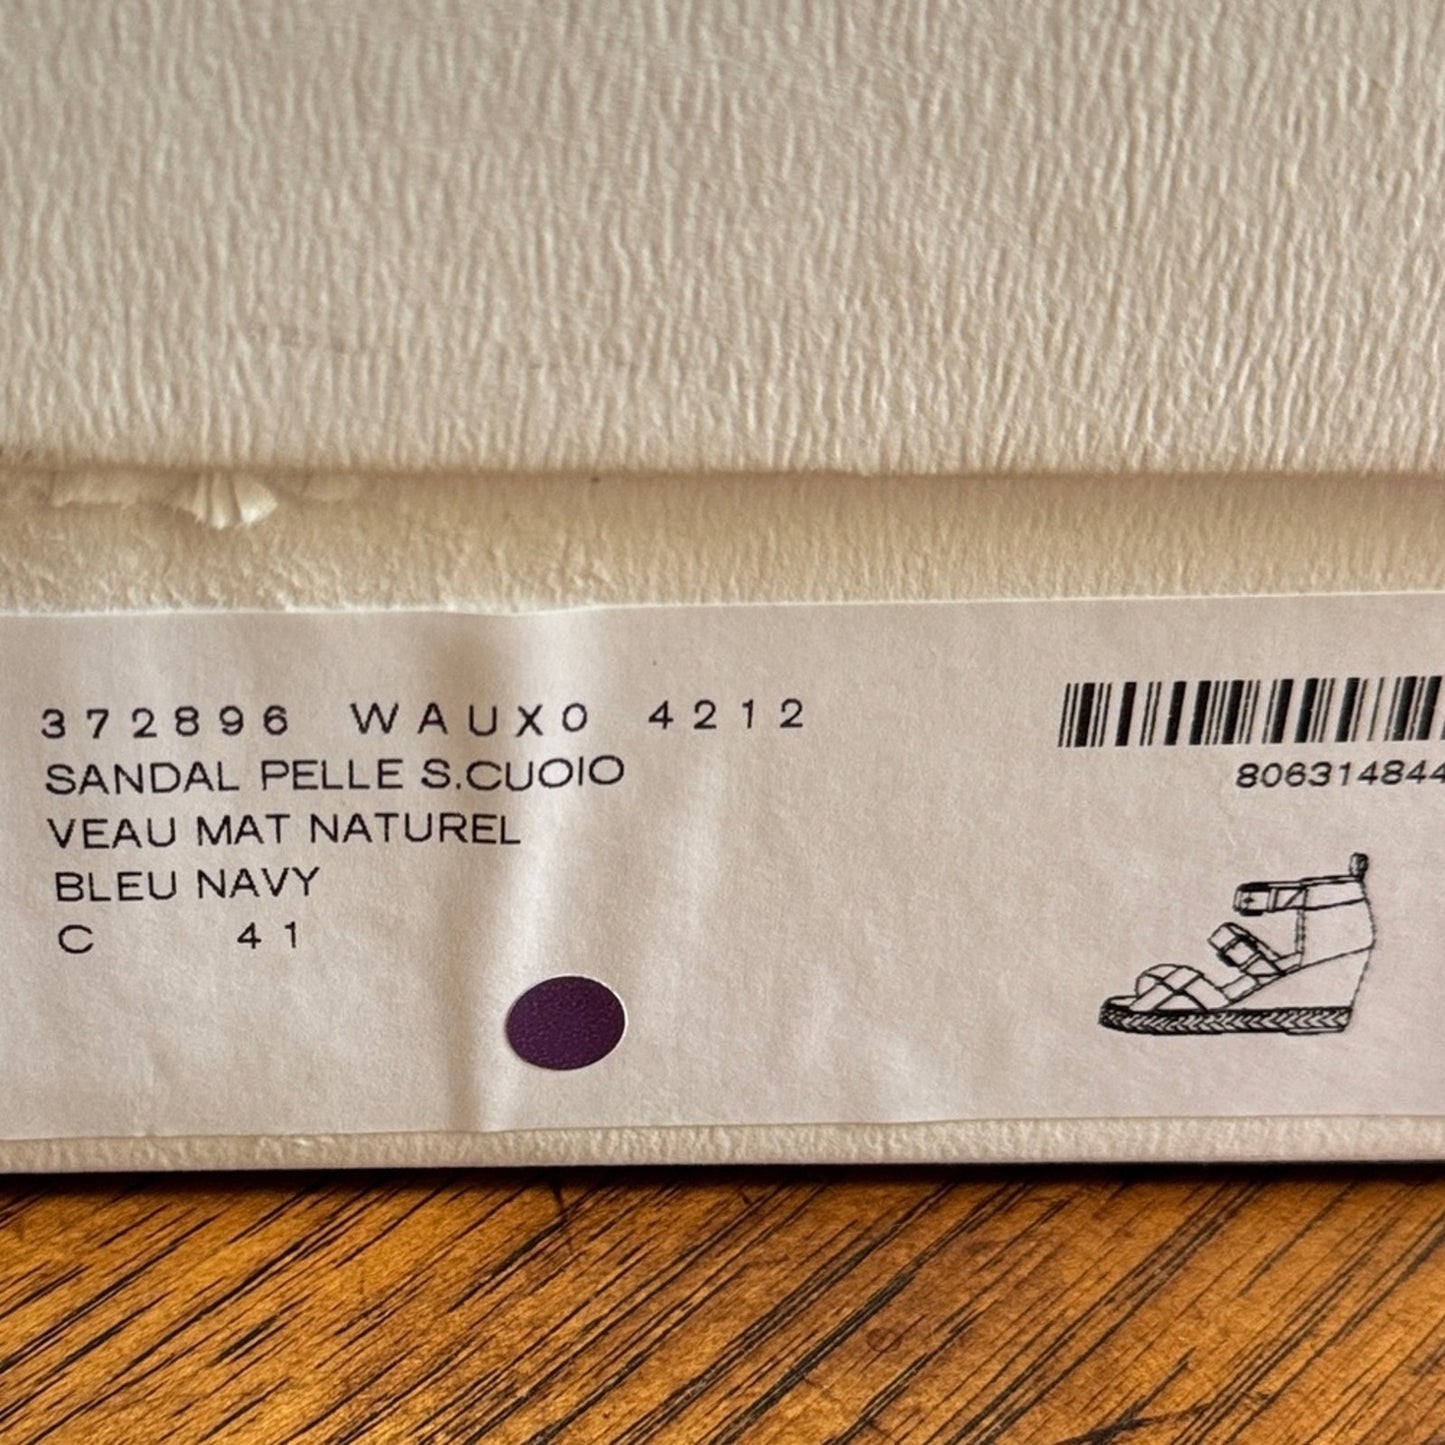 372896 WAUX0 4212
SANDAL PELLE S.CUOIO
VEAU MAT NATUREL
BLEU NAVY
C 41
806314844